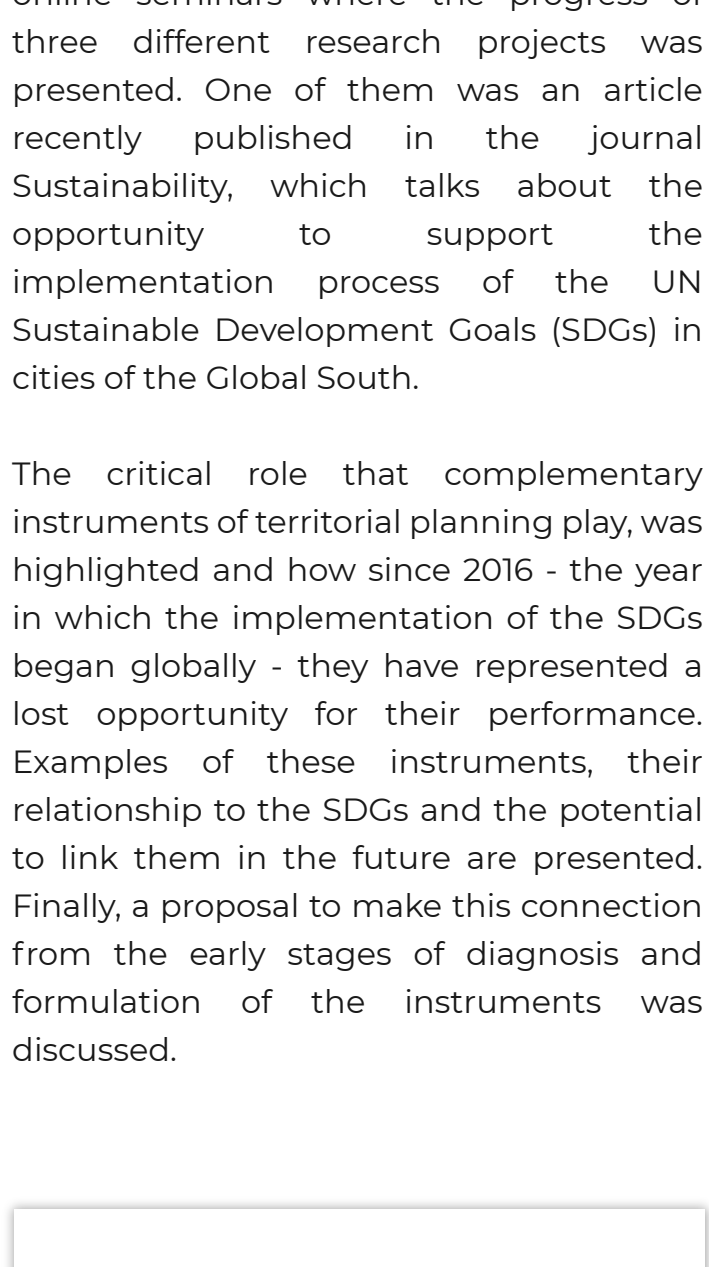 online seminars where the progress of
three different research projects was
presented. One of them was an article
recently published in the journal
Sustainability, which talks about the
opportunity to support the
implementation process of the UN
Sustainable Development Goals (SDGs) in
cities of the Global South.
The critical role that complementary
instruments of territorial planning play, was
highlighted and how since 2016 - the year
in which the implementation of the SDGs
began globally - they have represented a
lost opportunity for their performance.
Examples of these instruments, their
relationship to the SDGs and the potential
to link them in the future are presented.
Finally, a proposal to make this connection
from the early stages of diagnosis and
formulation of the instruments was
discussed.